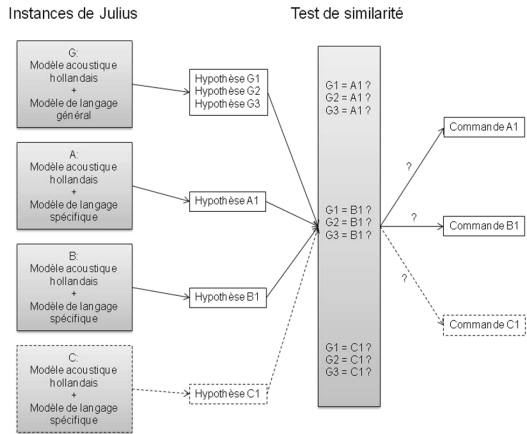 Instances de Julius
Test de similarité
G:
Modèle acoustique
hollandais
+
Modèle de langage
général
Hypothèse G1
Hypothèse G2
Hypothèse G3
A:
Modèle acoustique
hollandais
+
Modèle de langage
spécifique
Hypothèse A1
B:
Modèle acoustique
hollandais
+
Modèle de langage
spécifique
Hypothèse B1
C:
Modèle acoustique
hollandais
+
Modèle de langage
spécifique
Hypothèse C1
G1 = A1 ?
G2 = A1 ?
G3 = A1 ?
G1 = B1 ?
G2 = B1 ?
G3 = B1 ?
G1 = C1 ?
G2 = C1 ?
G3 = C1 ?
?
Commande A1
?
Commande B1
?
Commande C1